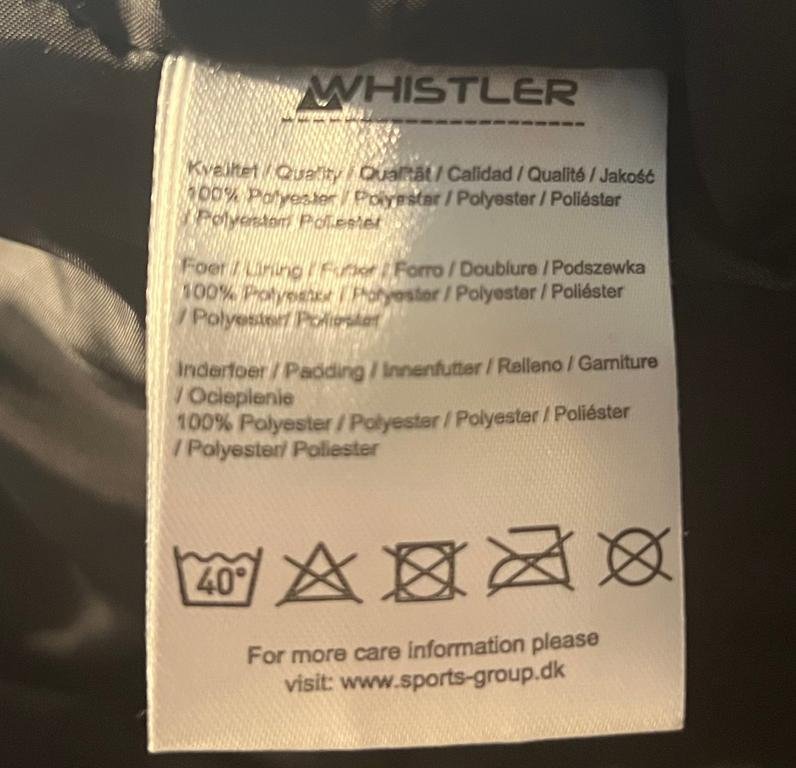 WHISTLER
Kvalitet / Quality / Qualität / Calidad / Qualité / Jakość
100% Polyester / Polyester / Polyester / Poliéster
/ Polyester/ Poliester
Foer / Lining / Futter / Forro / Doublure / Podszewka
100% Polyester / Polyester / Polyester / Poliéster
/ Polyester/ Poliester
Inderfoer / Padding / Innenfutter / Relleno / Garniture
/ Ocieplenie
100% Polyester / Polyester / Polyester / Poliéster
/ Polyester/ Poliester
40°
For more care information please
visit: www.sports-group.dk